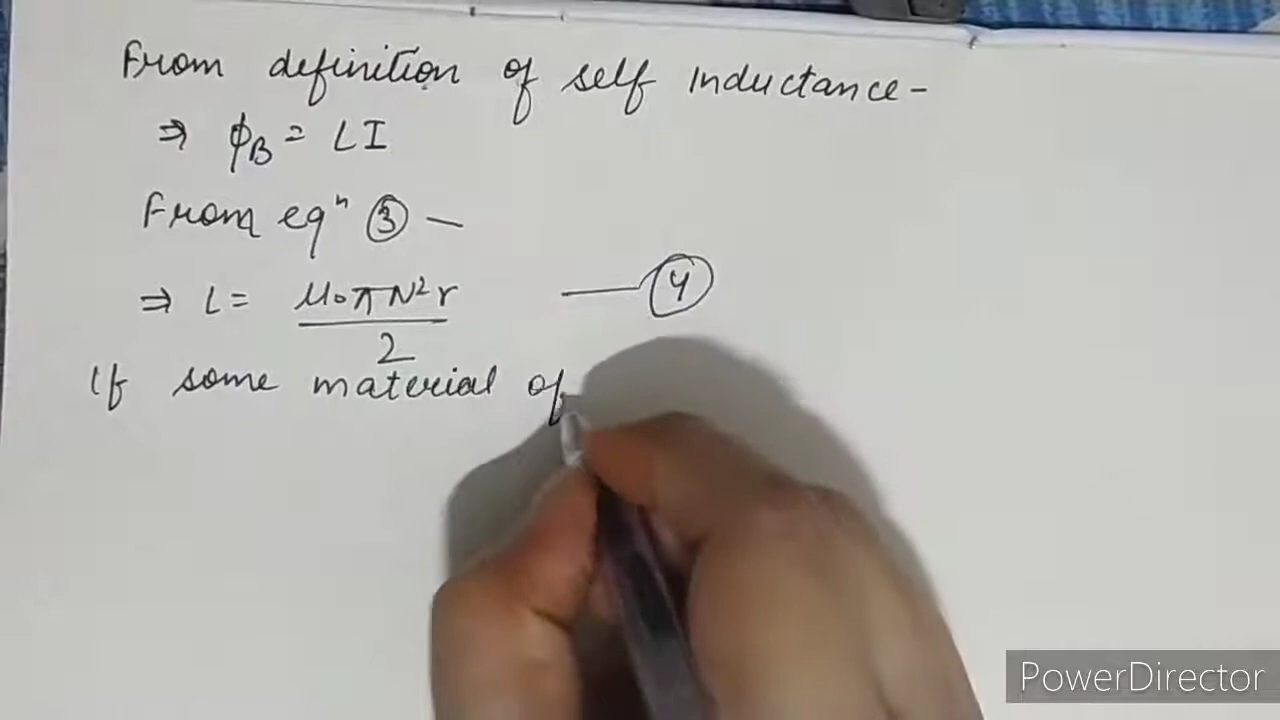 From definition of self inductance -
⇒ ϕB = LI
From eqⁿ ③ —
⇒ L = μ₀πN²r / 2 —— ④
If some material of
PowerDirector